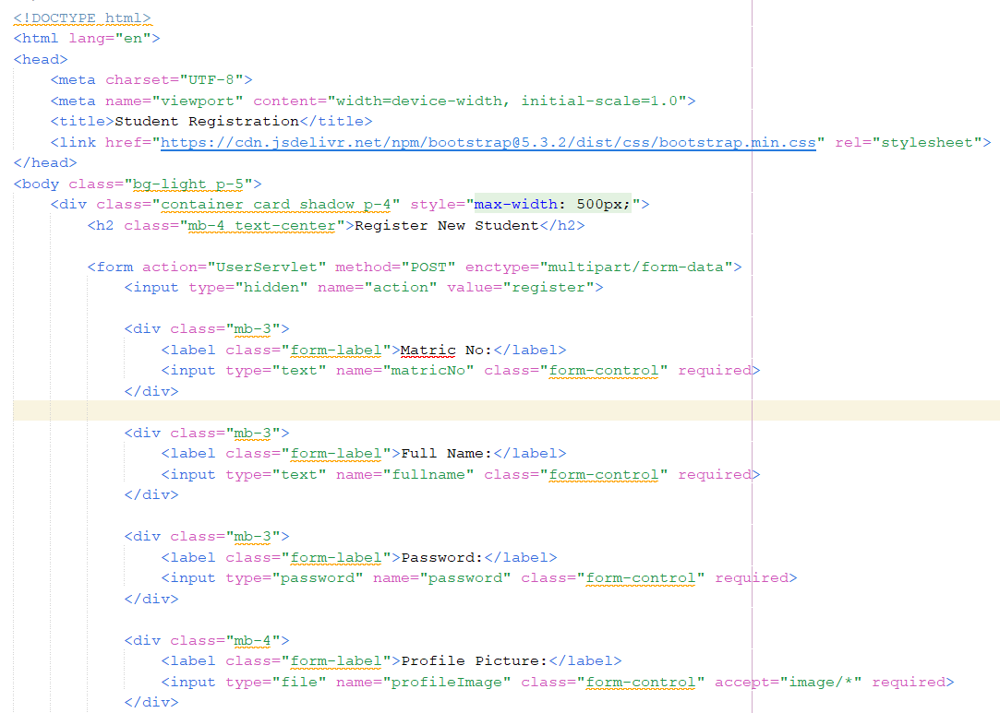 <!DOCTYPE html>
<html lang="en">
<head>
    <meta charset="UTF-8">
    <meta name="viewport" content="width=device-width, initial-scale=1.0">
    <title>Student Registration</title>
    <link href="https://cdn.jsdelivr.net/npm/bootstrap@5.3.2/dist/css/bootstrap.min.css" rel="stylesheet">
</head>
<body class="bg-light p-5">
    <div class="container card shadow p-4" style="max-width: 500px;">
        <h2 class="mb-4 text-center">Register New Student</h2>

        <form action="UserServlet" method="POST" enctype="multipart/form-data">
            <input type="hidden" name="action" value="register">

            <div class="mb-3">
                <label class="form-label">Matric No:</label>
                <input type="text" name="matricNo" class="form-control" required>
            </div>

            <div class="mb-3">
                <label class="form-label">Full Name:</label>
                <input type="text" name="fullname" class="form-control" required>
            </div>

            <div class="mb-3">
                <label class="form-label">Password:</label>
                <input type="password" name="password" class="form-control" required>
            </div>

            <div class="mb-4">
                <label class="form-label">Profile Picture:</label>
                <input type="file" name="profileImage" class="form-control" accept="image/*" required>
            </div>